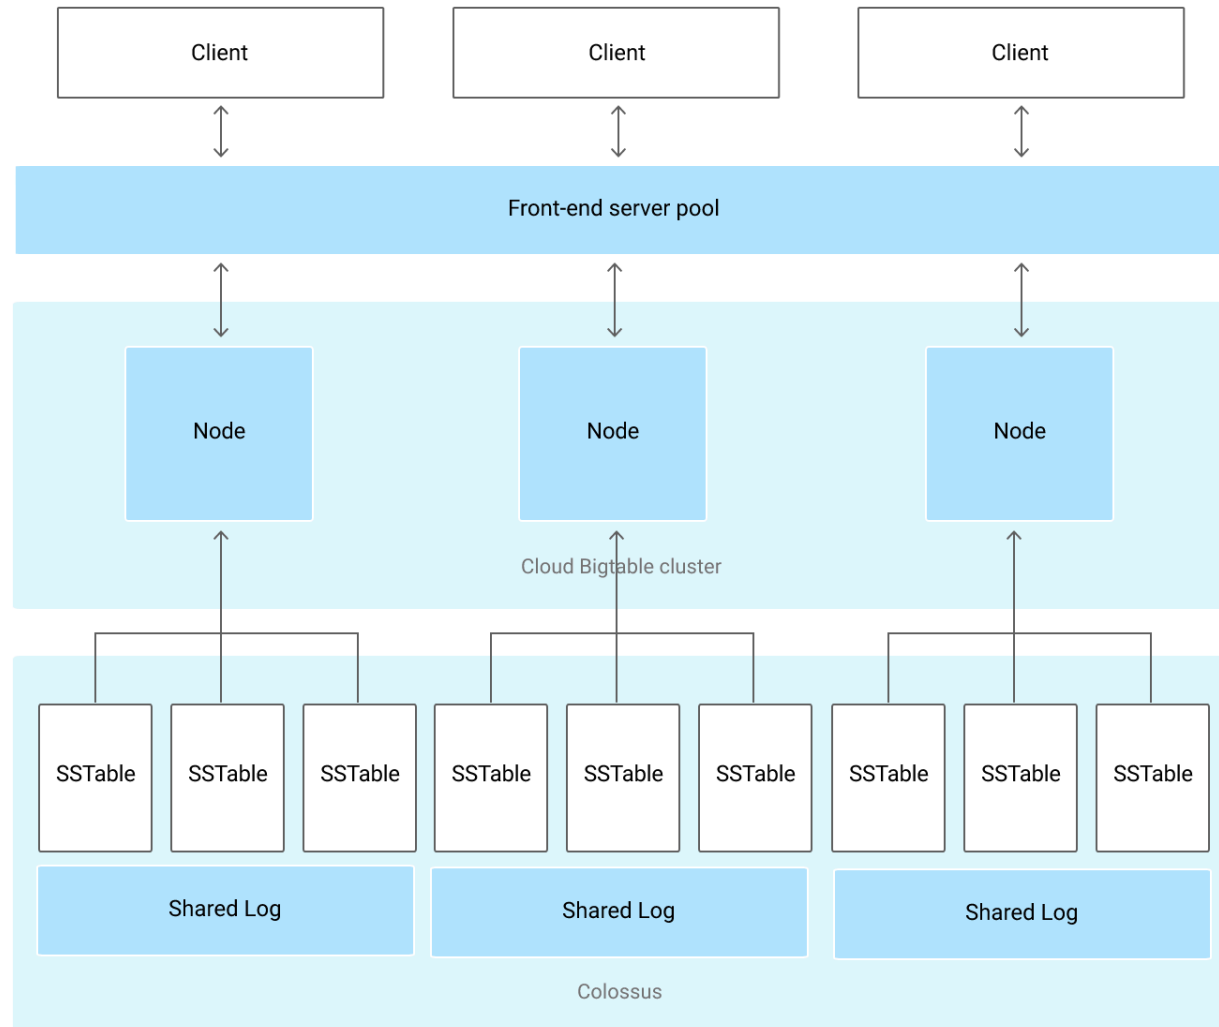 Client
Client
Client
Front-end server pool
Node
Node
Node
Cloud Bigtable cluster
SSTable
SSTable
SSTable
SSTable
SSTable
SSTable
SSTable
SSTable
SSTable
Shared Log
Shared Log
Shared Log
Colossus